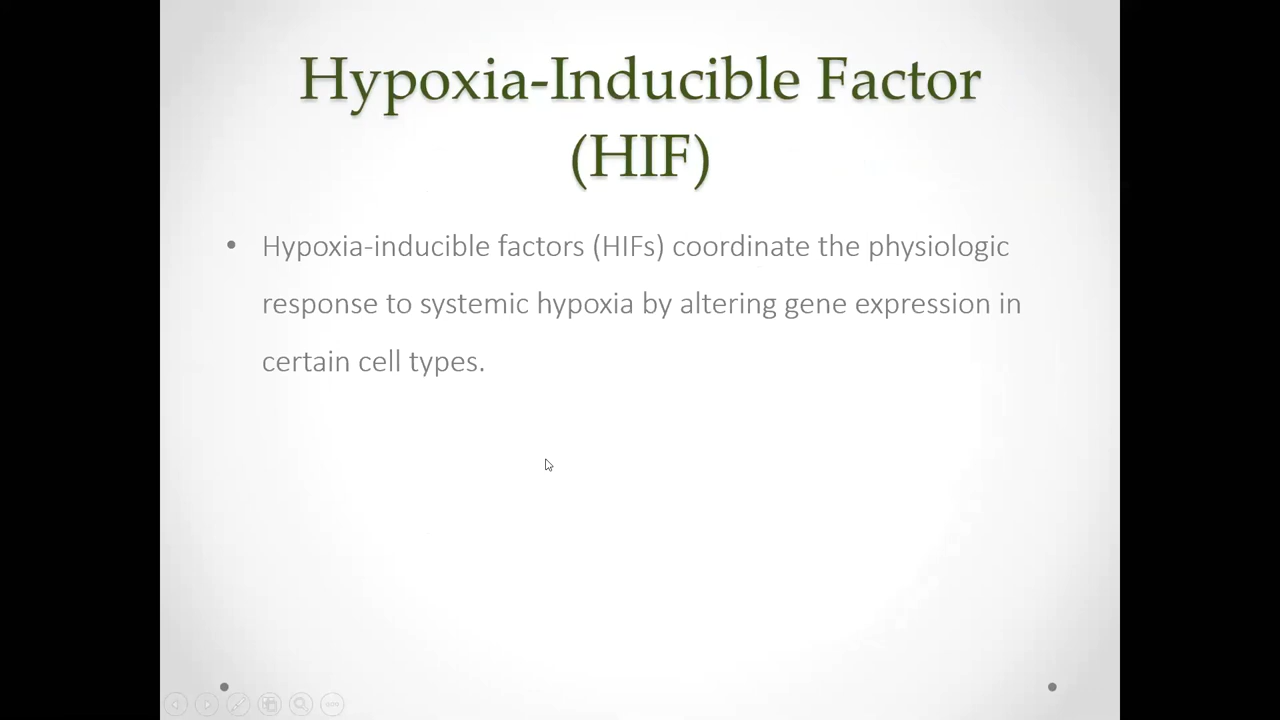 Hypoxia-Inducible Factor
(HIF)
• Hypoxia-inducible factors (HIFs) coordinate the physiologic
response to systemic hypoxia by altering gene expression in
certain cell types.